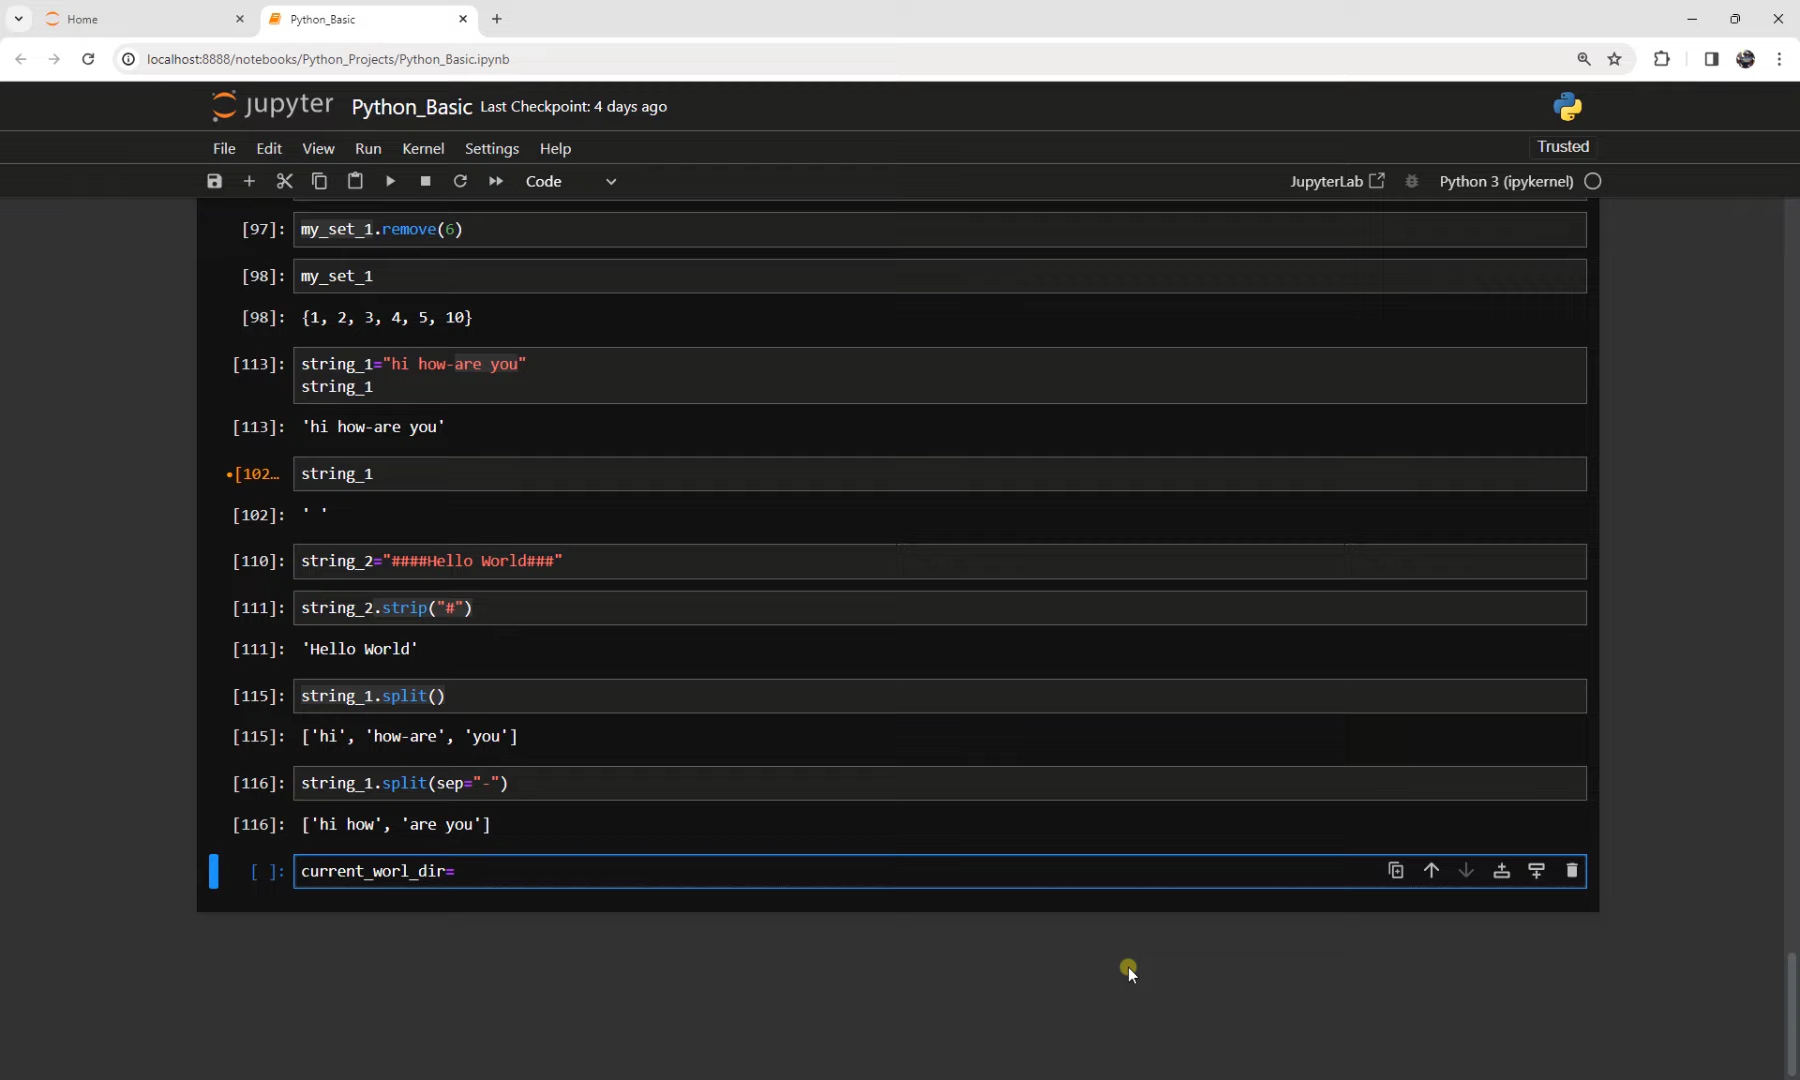 Home
Python_Basic
localhost:8888/notebooks/Python_Projects/Python_Basic.ipynb
jupyter Python_Basic Last Checkpoint: 4 days ago
File Edit View Run Kernel Settings Help
Trusted
Code
JupyterLab
Python 3 (ipykernel)
[97]: my_set_1.remove(6)
[98]: my_set_1
[98]: {1, 2, 3, 4, 5, 10}
[113]: string_1="hi how-are you"
string_1
[113]: 'hi how-are you'
•[102… string_1
[102]: ' '
[110]: string_2="####Hello World###"
[111]: string_2.strip("#")
[111]: 'Hello World'
[115]: string_1.split()
[115]: ['hi', 'how-are', 'you']
[116]: string_1.split(sep="-")
[116]: ['hi how', 'are you']
[ ]: current_worl_dir=